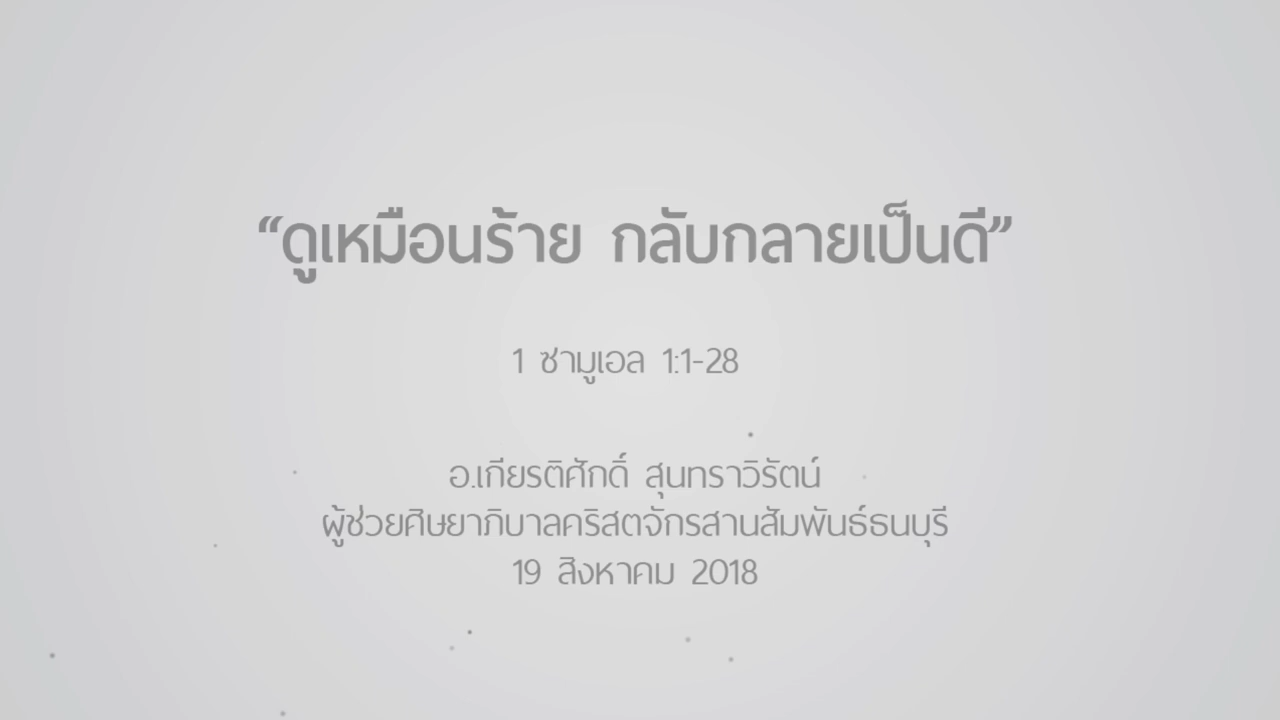 “ดูเหมือนร้าย กลับกลายเป็นดี”
1 ซามูเอล 1:1-28
อ.เกียรติศักดิ์ สุนทราวิรัตน์
ผู้ช่วยศิษยาภิบาลคริสตจักรสานสัมพันธ์ธนบุรี
19 สิงหาคม 2018